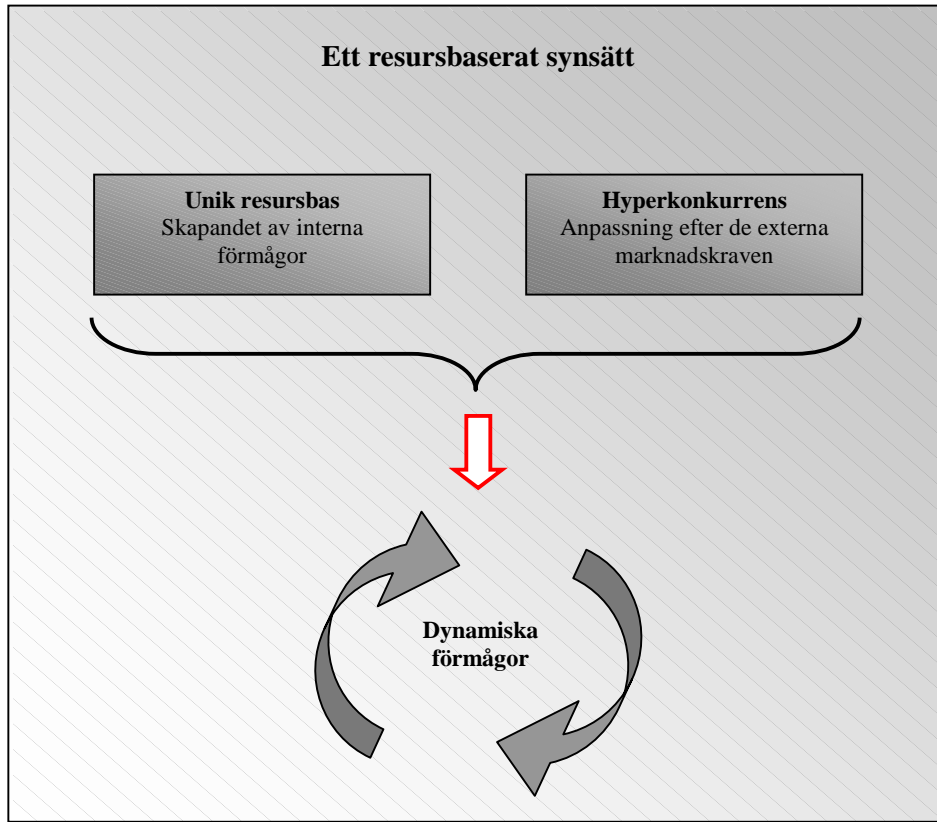 Ett resursbaserat synsätt
Unik resursbas
Skapandet av interna
förmågor
Hyperkonkurrens
Anpassning efter de externa
marknadskraven
Dynamiska
förmågor